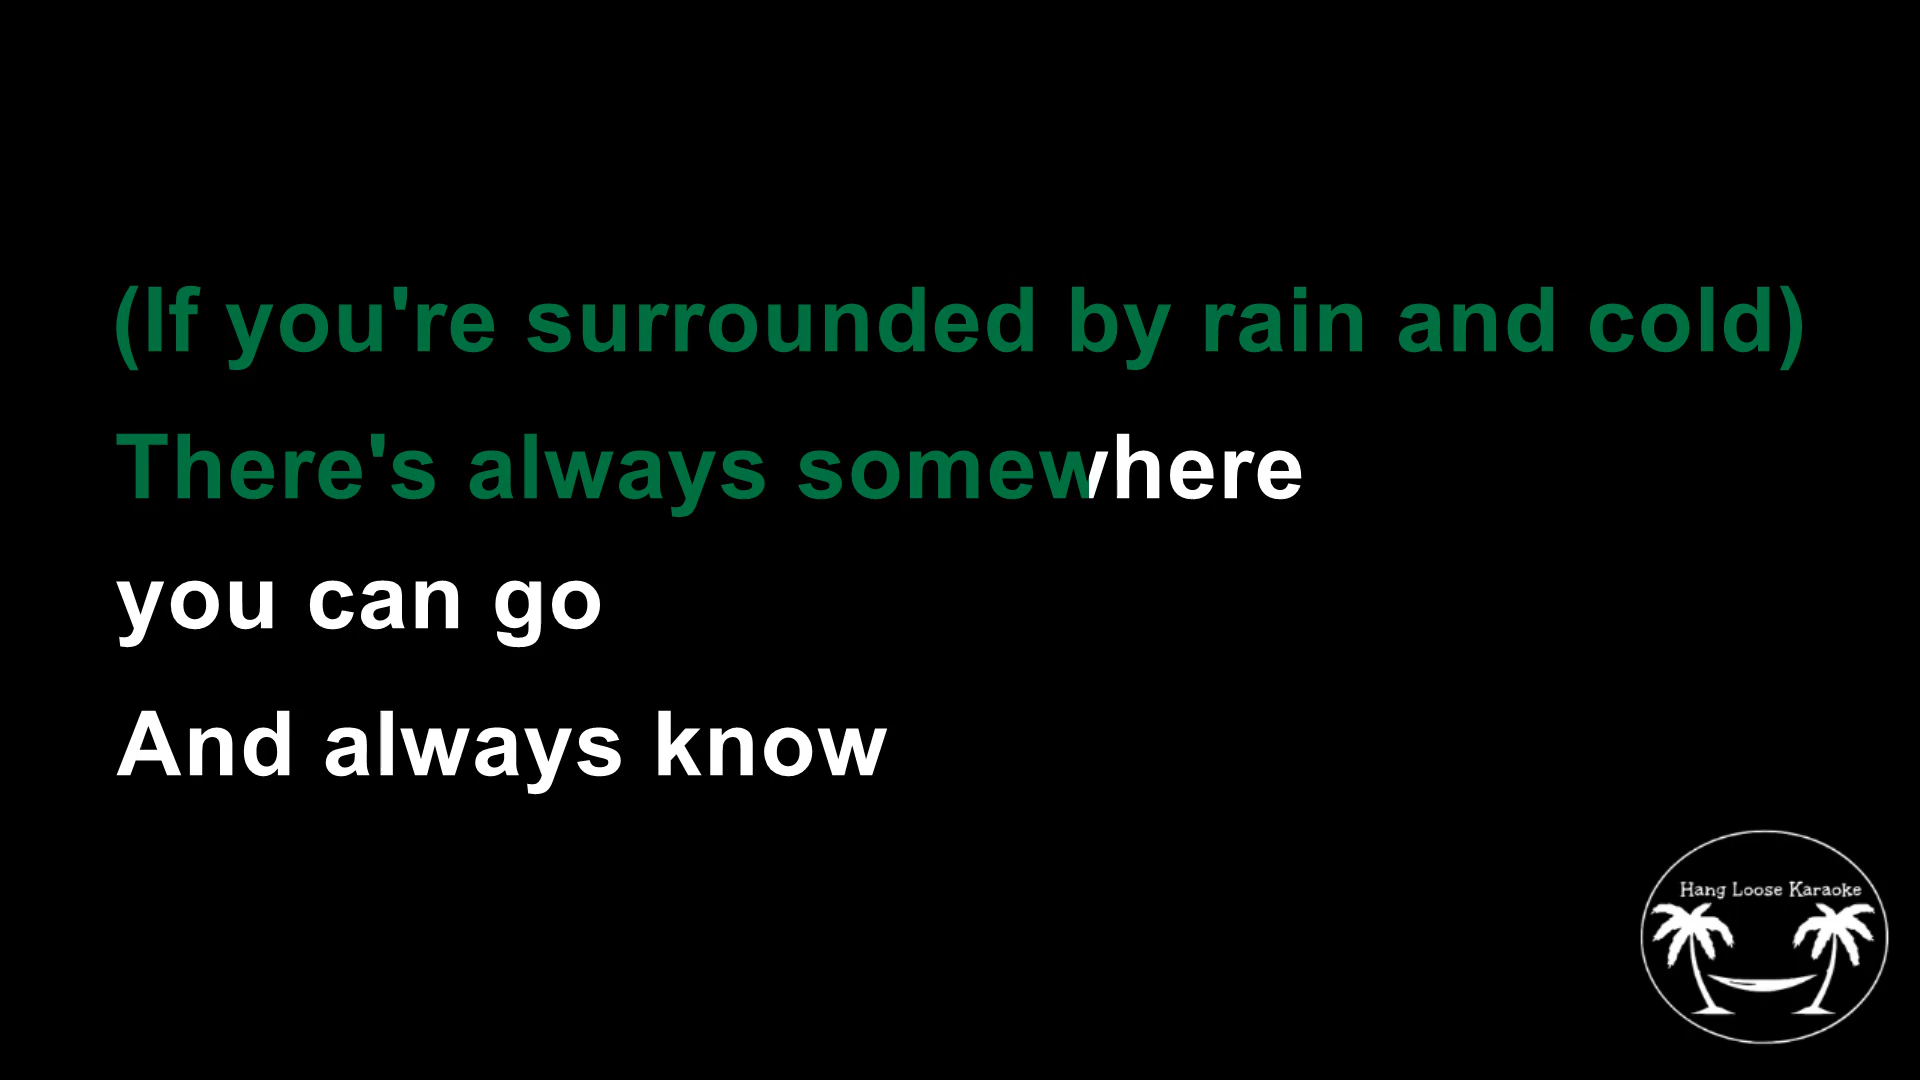 (If you're surrounded by rain and cold)
There's always somewhere
you can go
And always know
Hang Loose Karaoke